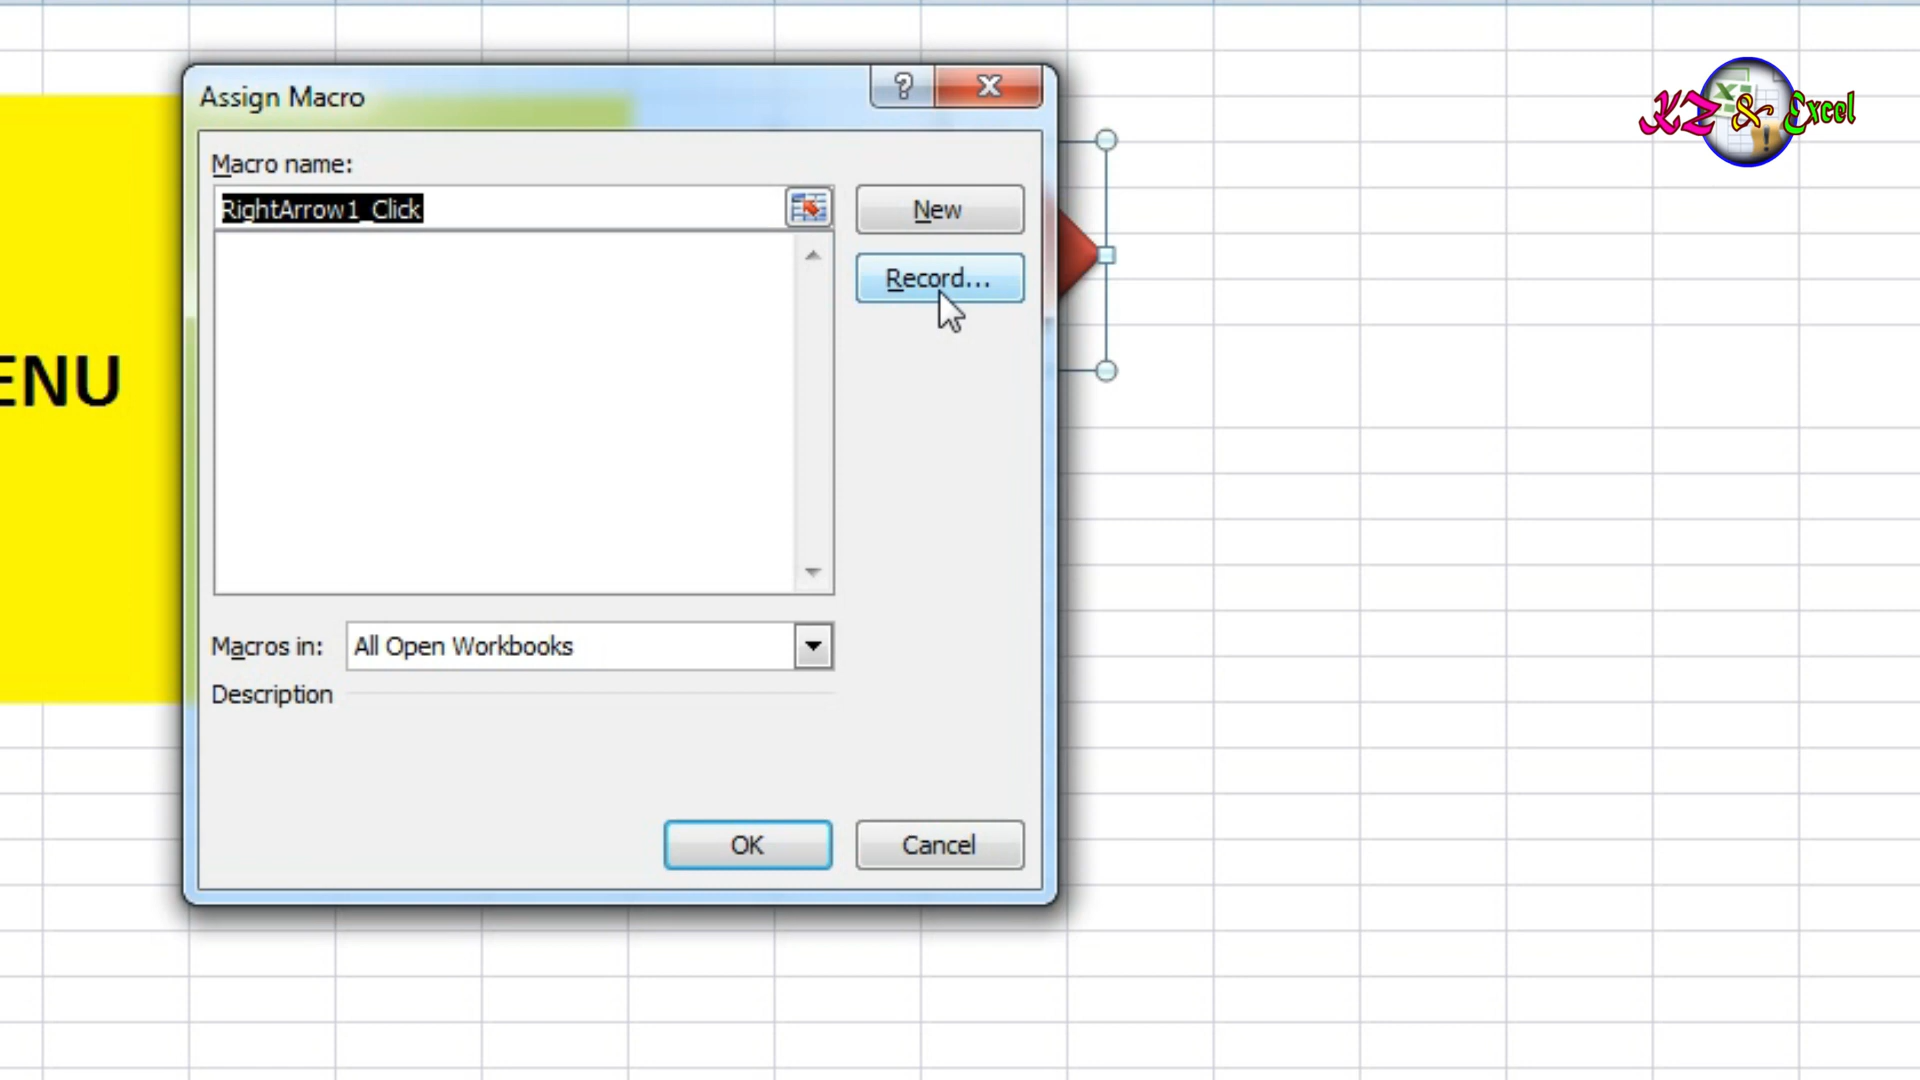 Assign Macro
?
X
KZ & Excel
Macro name:
RightArrow1_Click
New
Record...
ENU
Macros in:
All Open Workbooks
Description
OK
Cancel